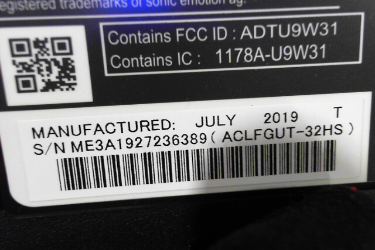 registered trademarks of sonic emotion ag.
Contains FCC ID : ADTU9W31
Contains IC : 1178A-U9W31
MANUFACTURED: JULY 2019 T
S/N ME3A1927236389 ( ACLFGUT-32HS )